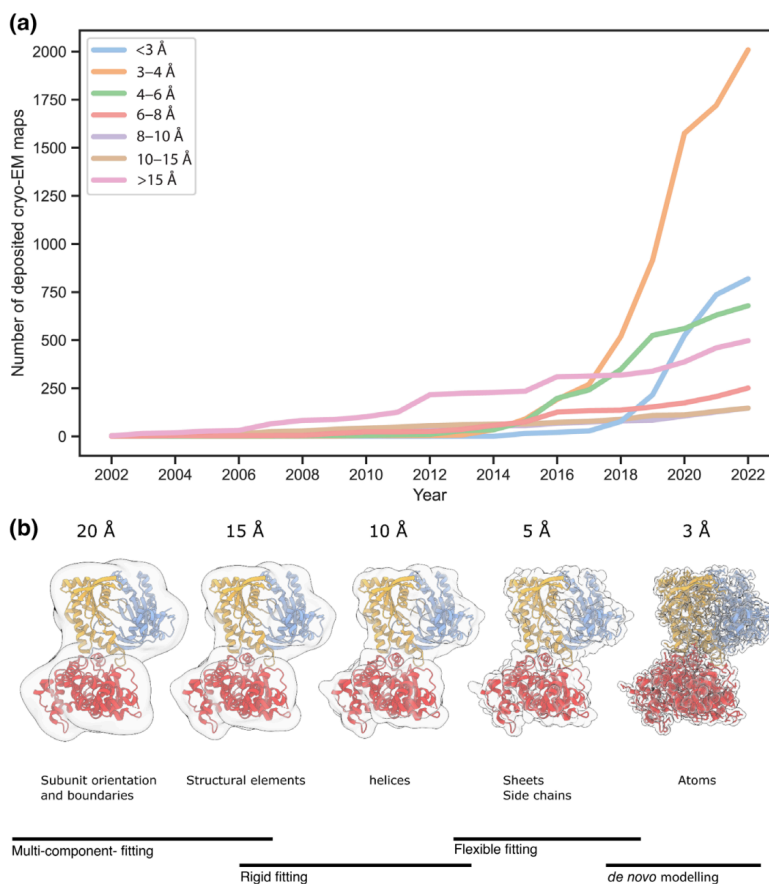 (a)
<3 Å
3–4 Å
4–6 Å
6–8 Å
8–10 Å
10–15 Å
>15 Å
Number of deposited cryo-EM maps
2000
1750
1500
1250
1000
750
500
250
0
2002 2004 2006 2008 2010 2012 2014 2016 2018 2020 2022
Year
(b)
20 Å 15 Å 10 Å 5 Å 3 Å
Subunit orientation Structural elements helices Sheets Atoms
and boundaries Side chains
Multi-component- fitting Flexible fitting
Rigid fitting de novo modelling